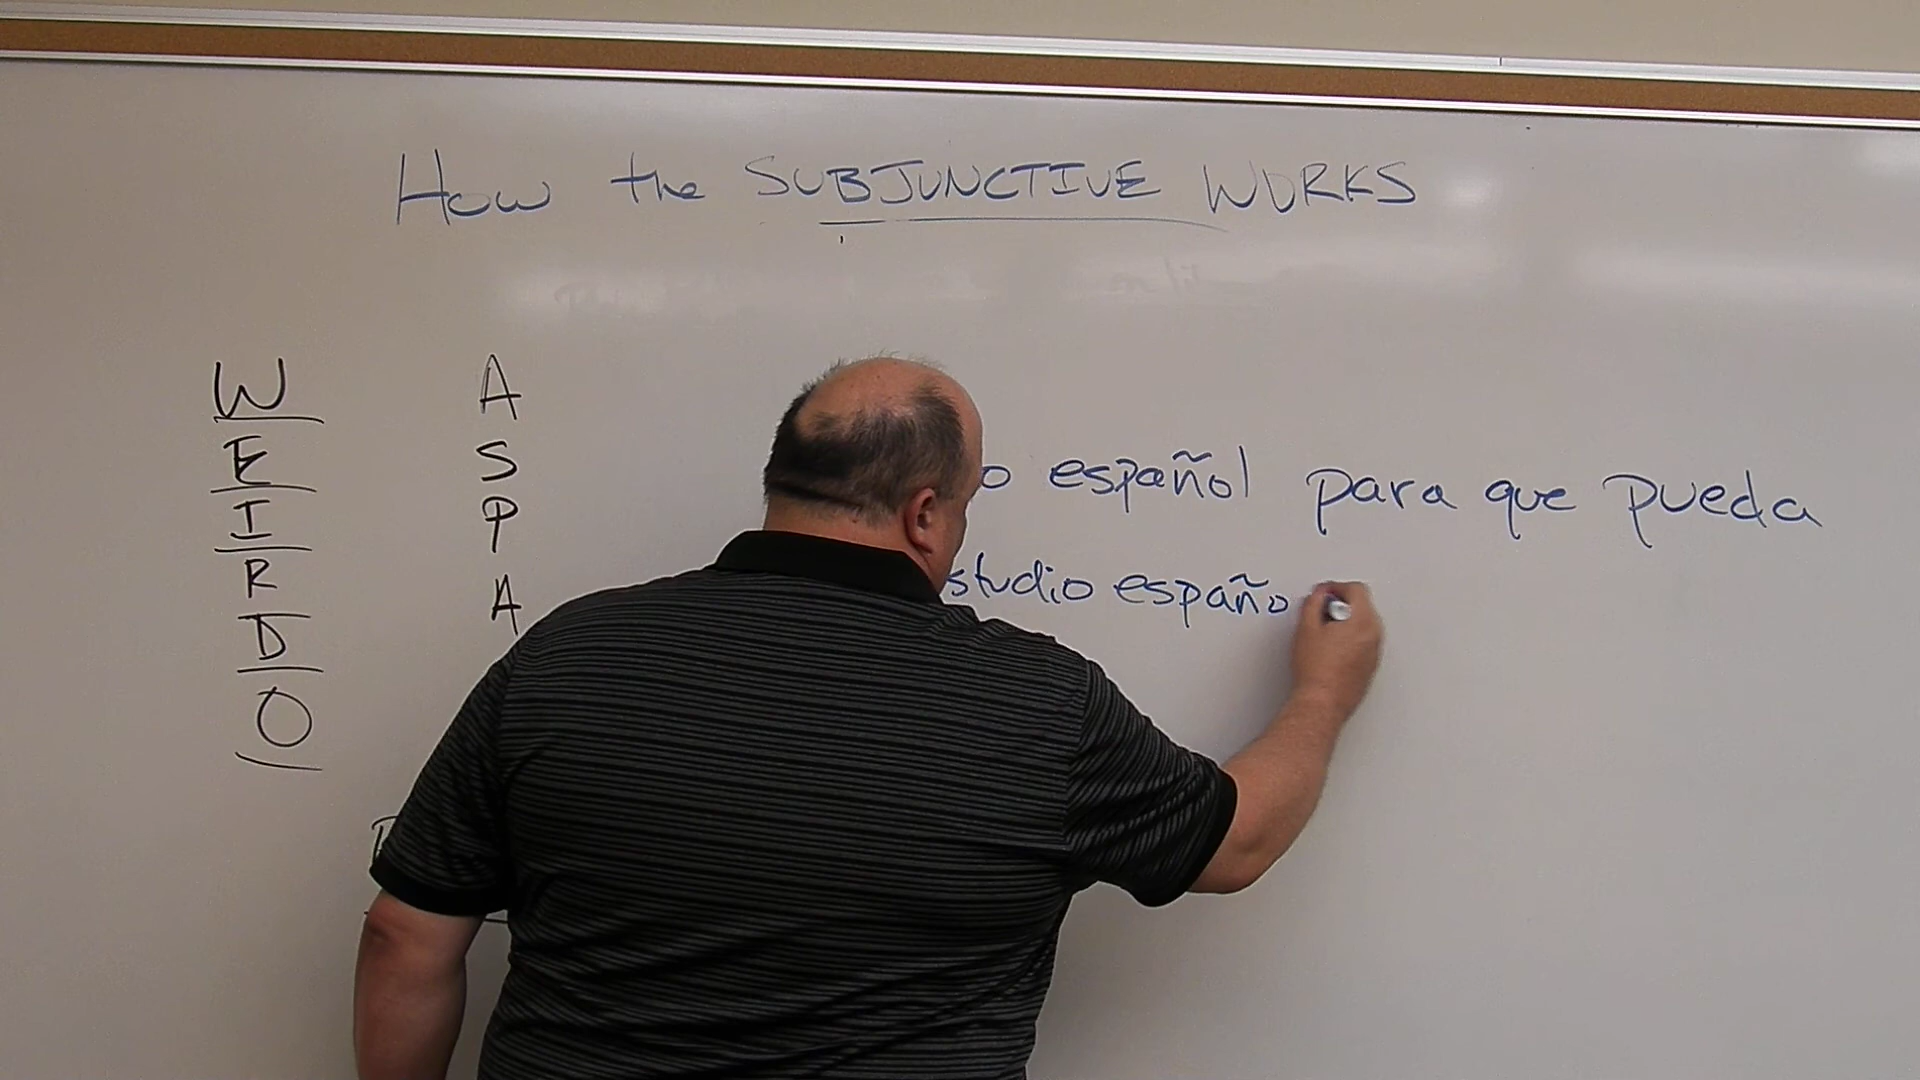 How the SUBJUNCTIVE WORKS
W
E
I
R
D
O
A
S
P
A
o español para que pueda
studio españo